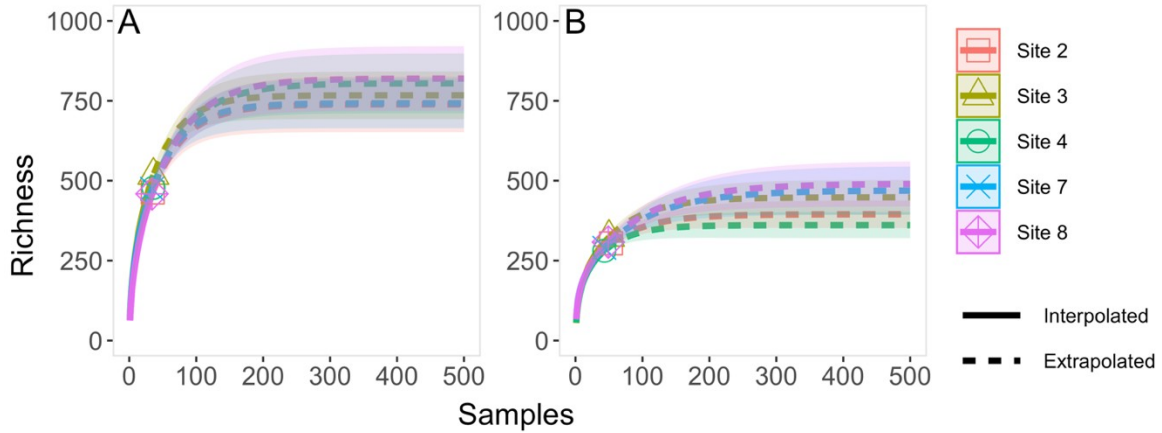 A
B
1000
750
500
250
0
1000
750
500
250
0
0 100 200 300 400 500
0 100 200 300 400 500
Richness
Samples
Site 2
Site 3
Site 4
Site 7
Site 8
Interpolated
Extrapolated